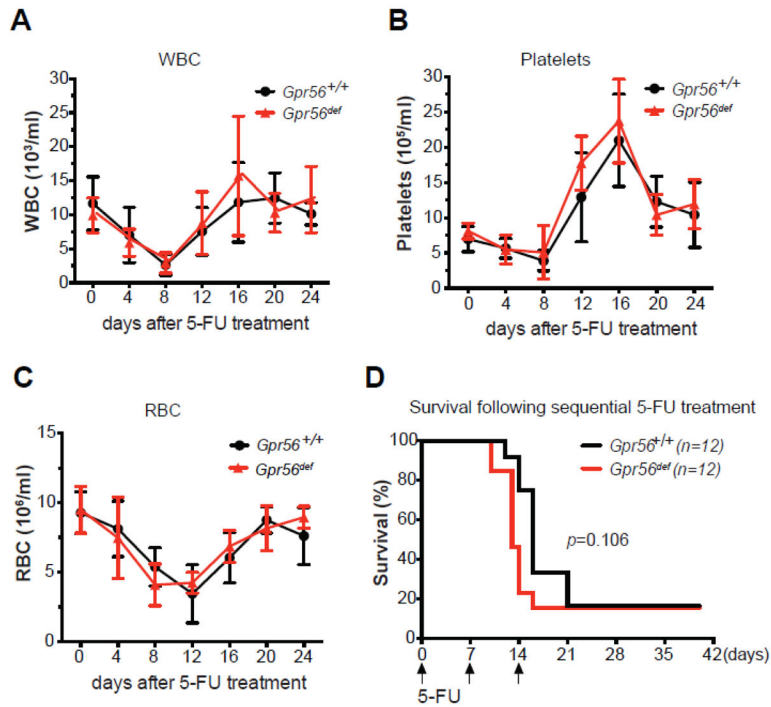 A
WBC
WBC (10³/ml)
30
25
20
15
10
5
0
0 4 8 12 16 20 24
days after 5-FU treatment
Gpr56+/+
Gpr56def
B
Platelets
Platelets (10⁵/ml)
30
25
20
15
10
5
0
0 4 8 12 16 20 24
days after 5-FU treatment
Gpr56+/+
Gpr56def
C
RBC
RBC (10⁶/ml)
15
10
5
0
0 4 8 12 16 20 24
days after 5-FU treatment
Gpr56+/+
Gpr56def
D
Survival following sequential 5-FU treatment
Survival (%)
100
80
60
40
20
0
Gpr56+/+ (n=12)
Gpr56def (n=12)
p=0.106
0 7 14 21 28 35 42 (days)
5-FU